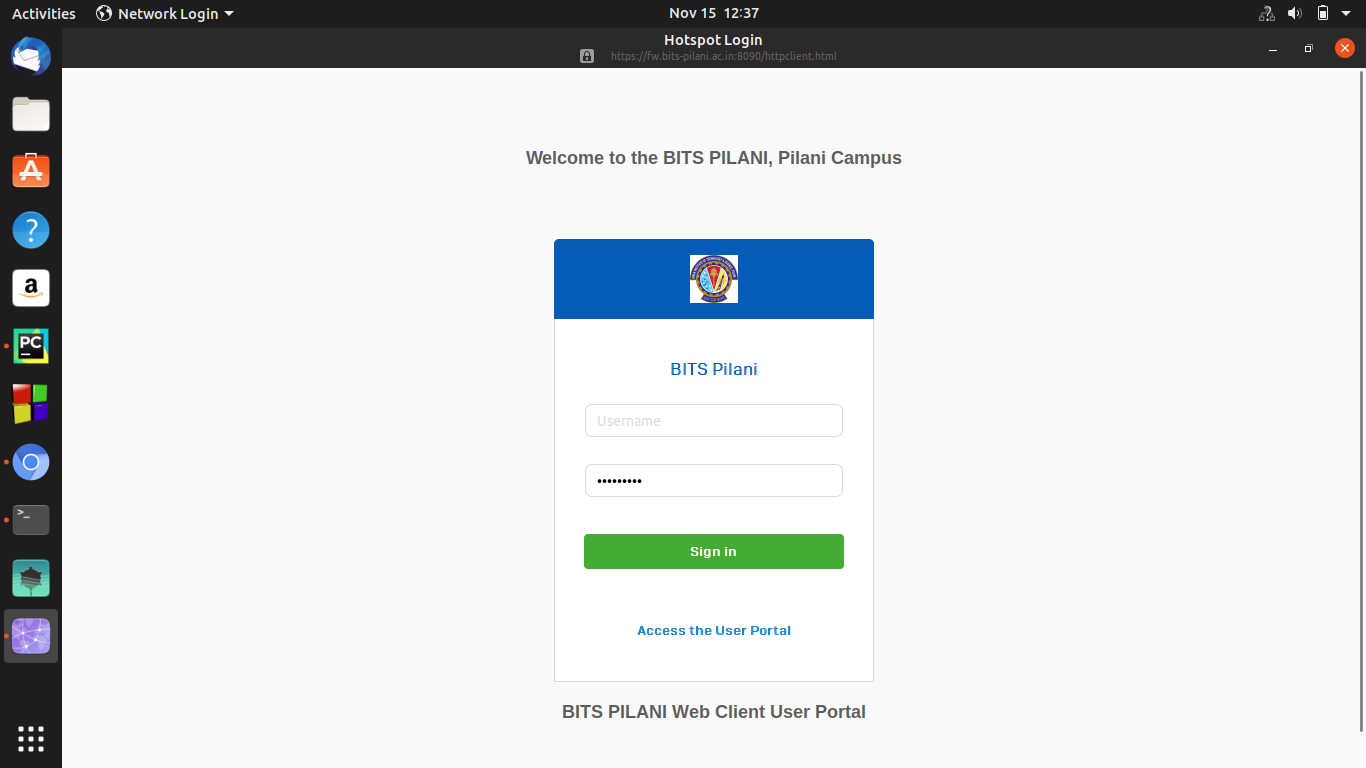 Activities
Network Login
Nov 15 12:37
Hotspot Login
https://fw.bits-pilani.ac.in:8090/httpclient.html
Welcome to the BITS PILANI, Pilani Campus
?
a
PC
>_
BITS Pilani
Username
•••••••••
Sign in
Access the User Portal
BITS PILANI Web Client User Portal